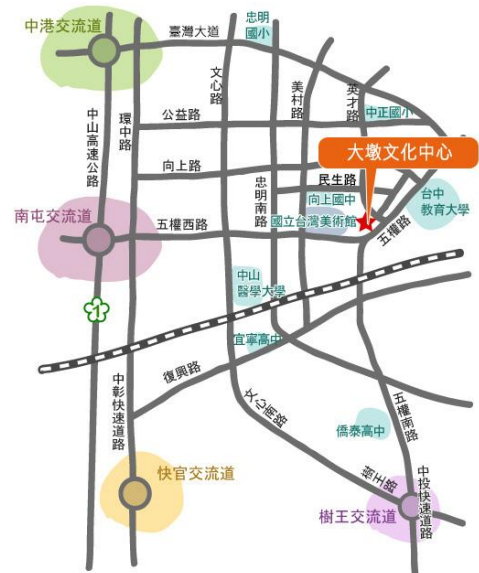 中港交流道
臺灣大道
忠明
國小
文心路
美村路
英才路
中山高速公路
環中路
公益路
中正國小
大墩文化中心
向上路
民生路
向上國中
忠明南路
台中
教育大學
南屯交流道
五權西路
國立台灣美術館
五權路
中山
醫學大學
1
宜寧高中
復興路
中彰快速道路
文心南路
五權南路
僑泰高中
快官交流道
樹王路
中投快速道路
樹王交流道